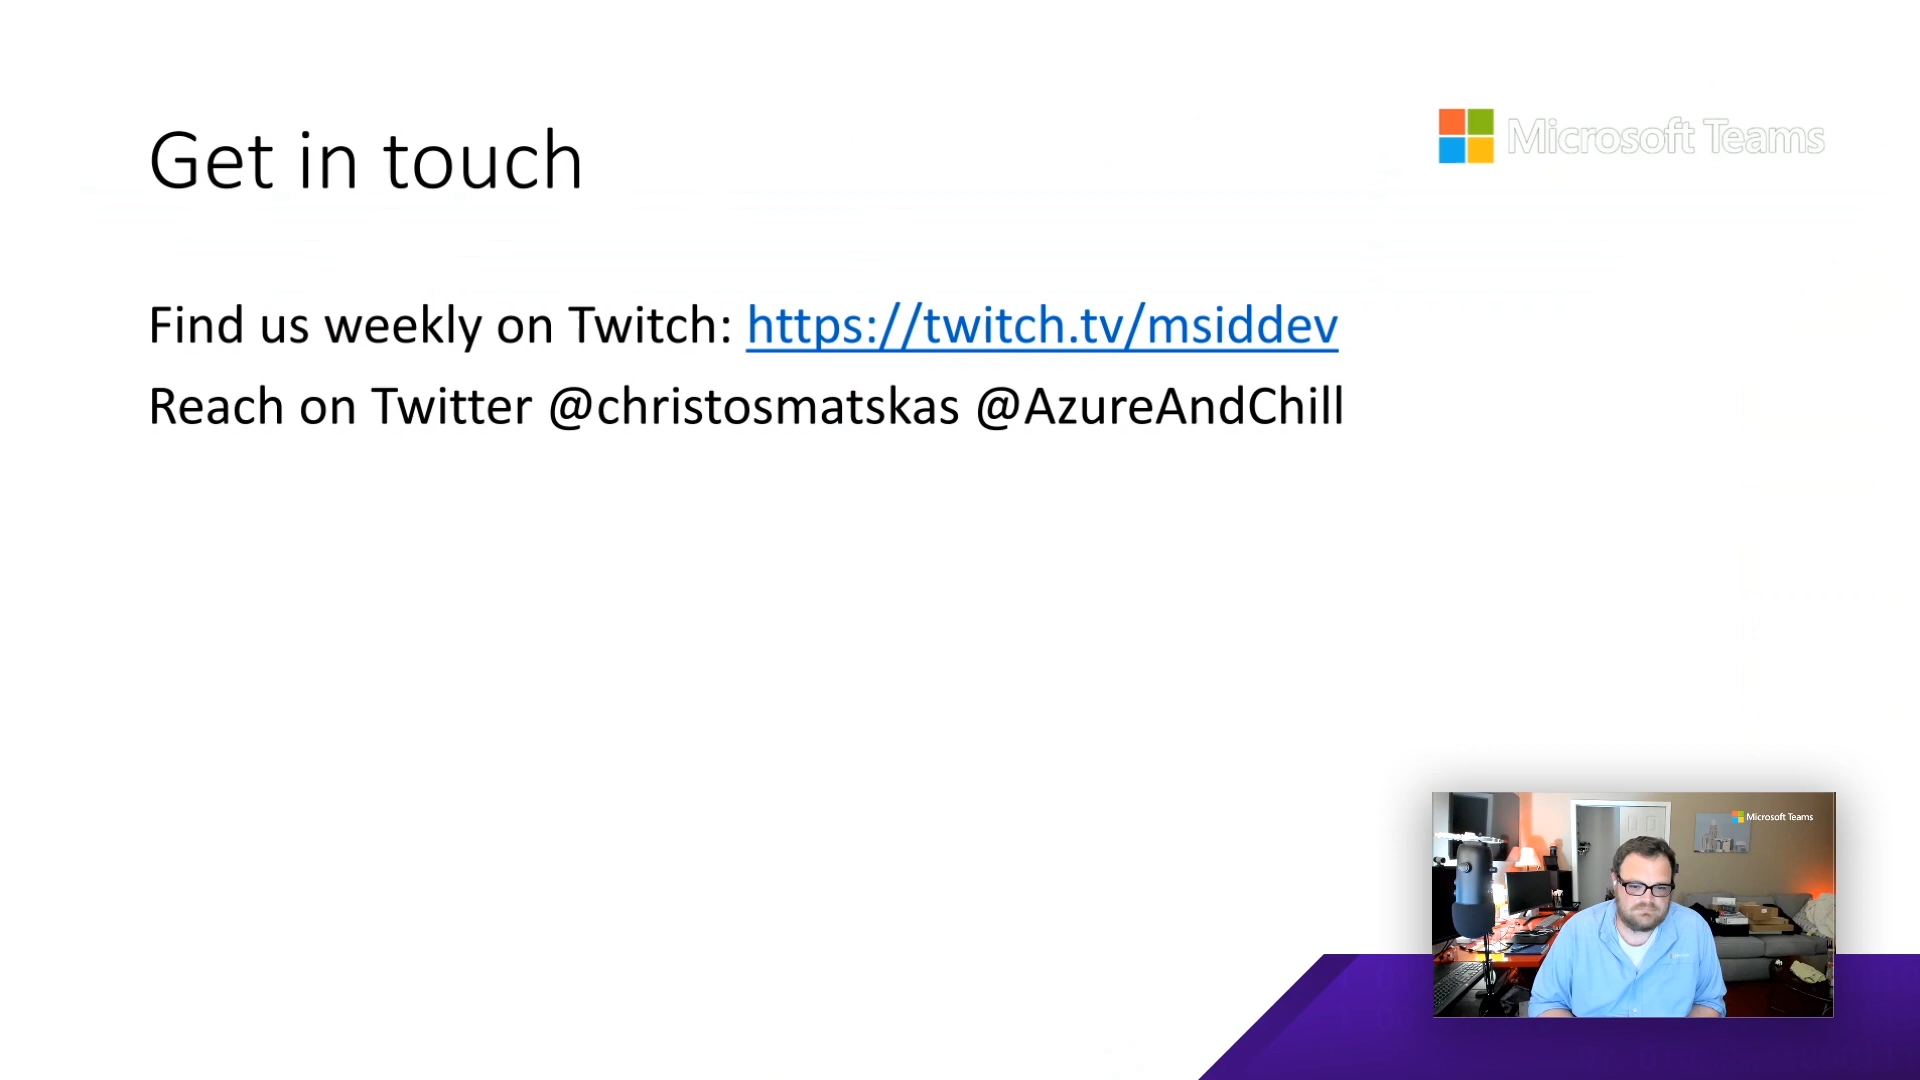 Get in touch
Microsoft Teams
Find us weekly on Twitch: https://twitch.tv/msiddev
Reach on Twitter @christosmatskas @AzureAndChill
Microsoft Teams